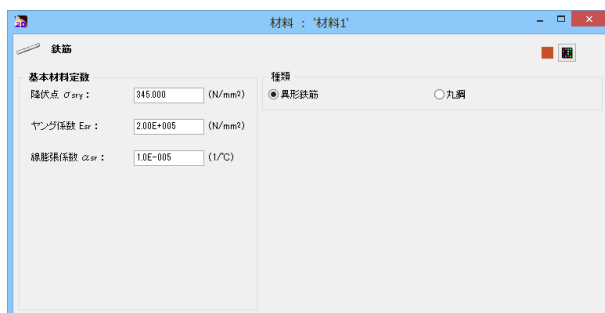 2D
材料 : '材料1'
鉄筋
基本材料定数
降伏点 σsry : 345.000 (N/mm²)
ヤング係数 Esr : 2.00E+005 (N/mm²)
線膨張係数 αsr : 1.0E-005 (1/℃)
種類
異形鉄筋 丸鋼